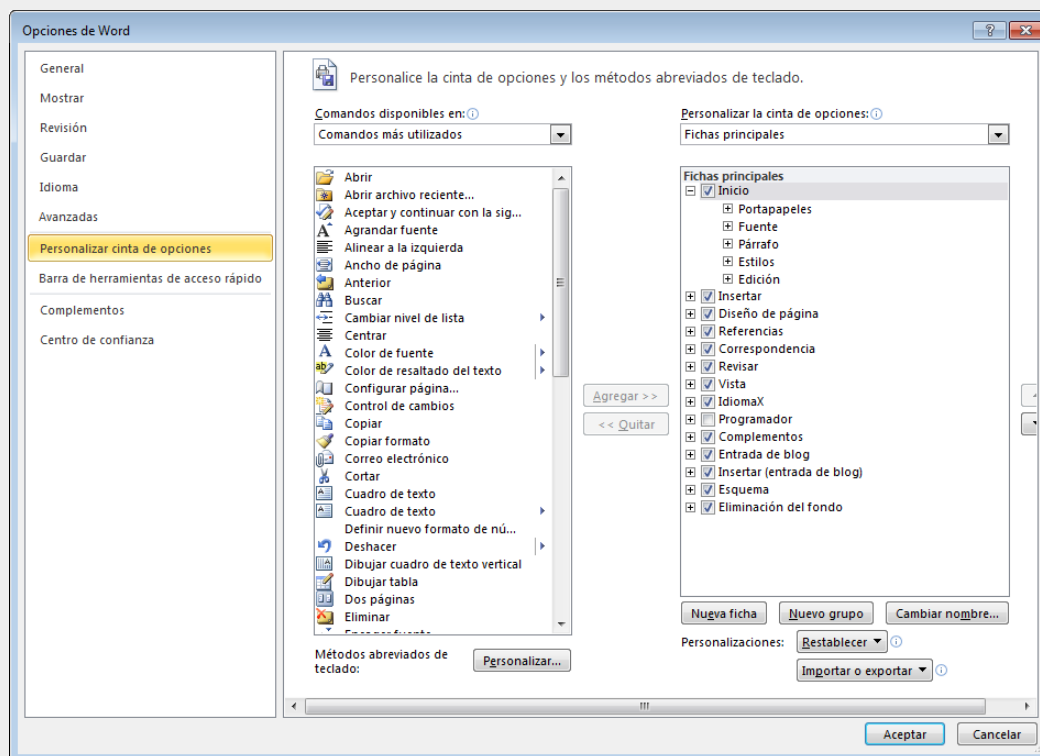 Opciones de Word
General
Mostrar
Revisión
Guardar
Idioma
Avanzadas
Personalizar cinta de opciones
Barra de herramientas de acceso rápido
Complementos
Centro de confianza
Personalice la cinta de opciones y los métodos abreviados de teclado.
Comandos disponibles en:
Comandos más utilizados
Abrir
Abrir archivo reciente...
Aceptar y continuar con la sig...
Agrandar fuente
Alinear a la izquierda
Ancho de página
Anterior
Buscar
Cambiar nivel de lista
Centrar
Color de fuente
Color de resaltado del texto
Configurar página...
Control de cambios
Copiar
Copiar formato
Correo electrónico
Cortar
Cuadro de texto
Cuadro de texto
Definir nuevo formato de nú...
Deshacer
Dibujar cuadro de texto vertical
Dibujar tabla
Dos páginas
Eliminar
Métodos abreviados de
teclado:
Personalizar...
Agregar >>
<< Quitar
Personalizar la cinta de opciones:
Fichas principales
Fichas principales
Inicio
Portapapeles
Fuente
Párrafo
Estilos
Edición
Insertar
Diseño de página
Referencias
Correspondencia
Revisar
Vista
IdiomaX
Programador
Complementos
Entrada de blog
Insertar (entrada de blog)
Esquema
Eliminación del fondo
Nueva ficha
Nuevo grupo
Cambiar nombre...
Personalizaciones:
Restablecer
Importar o exportar
Aceptar
Cancelar